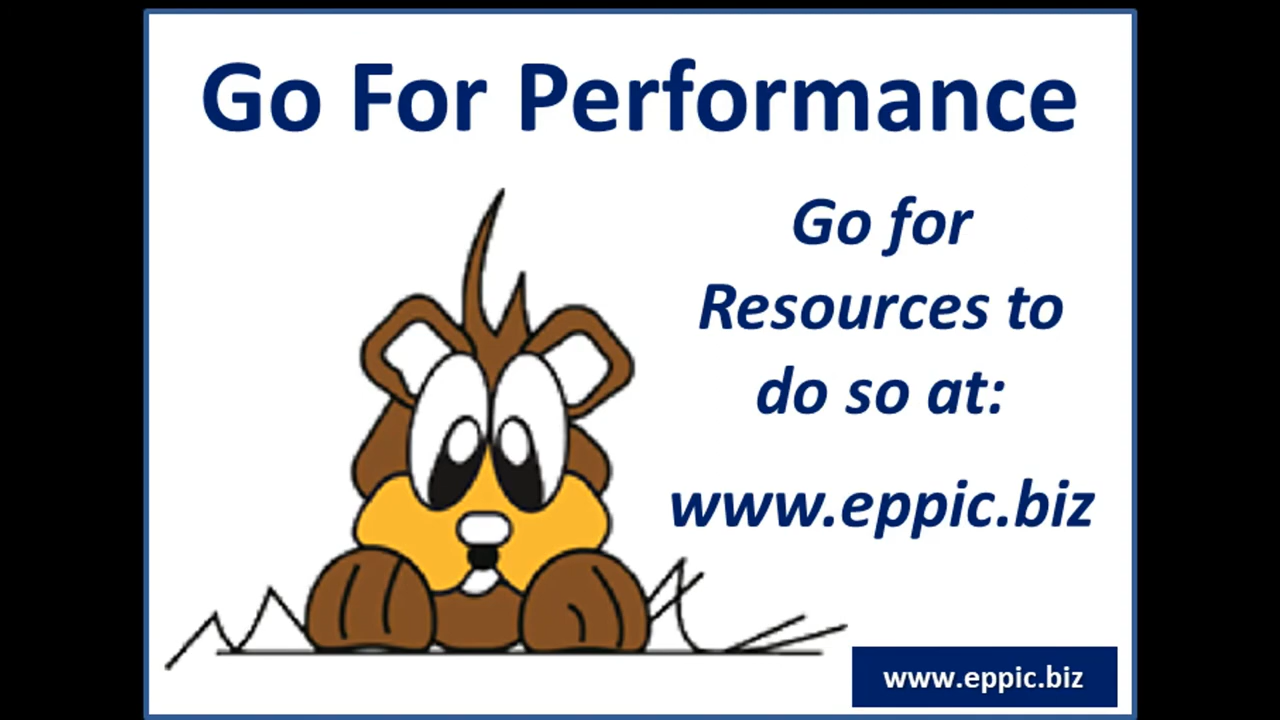 Go For Performance
Go for
Resources to
do so at:
www.eppic.biz
www.eppic.biz